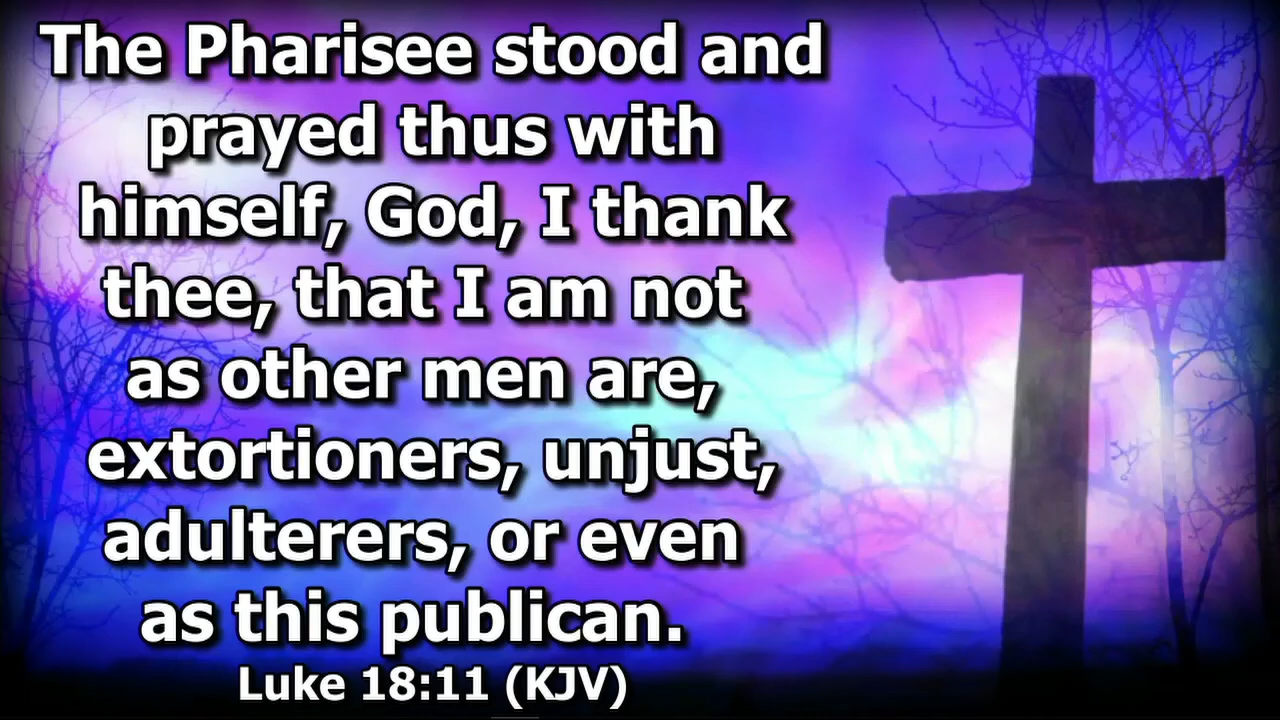 The Pharisee stood and
prayed thus with
himself, God, I thank
thee, that I am not
as other men are,
extortioners, unjust,
adulterers, or even
as this publican.
Luke 18:11 (KJV)